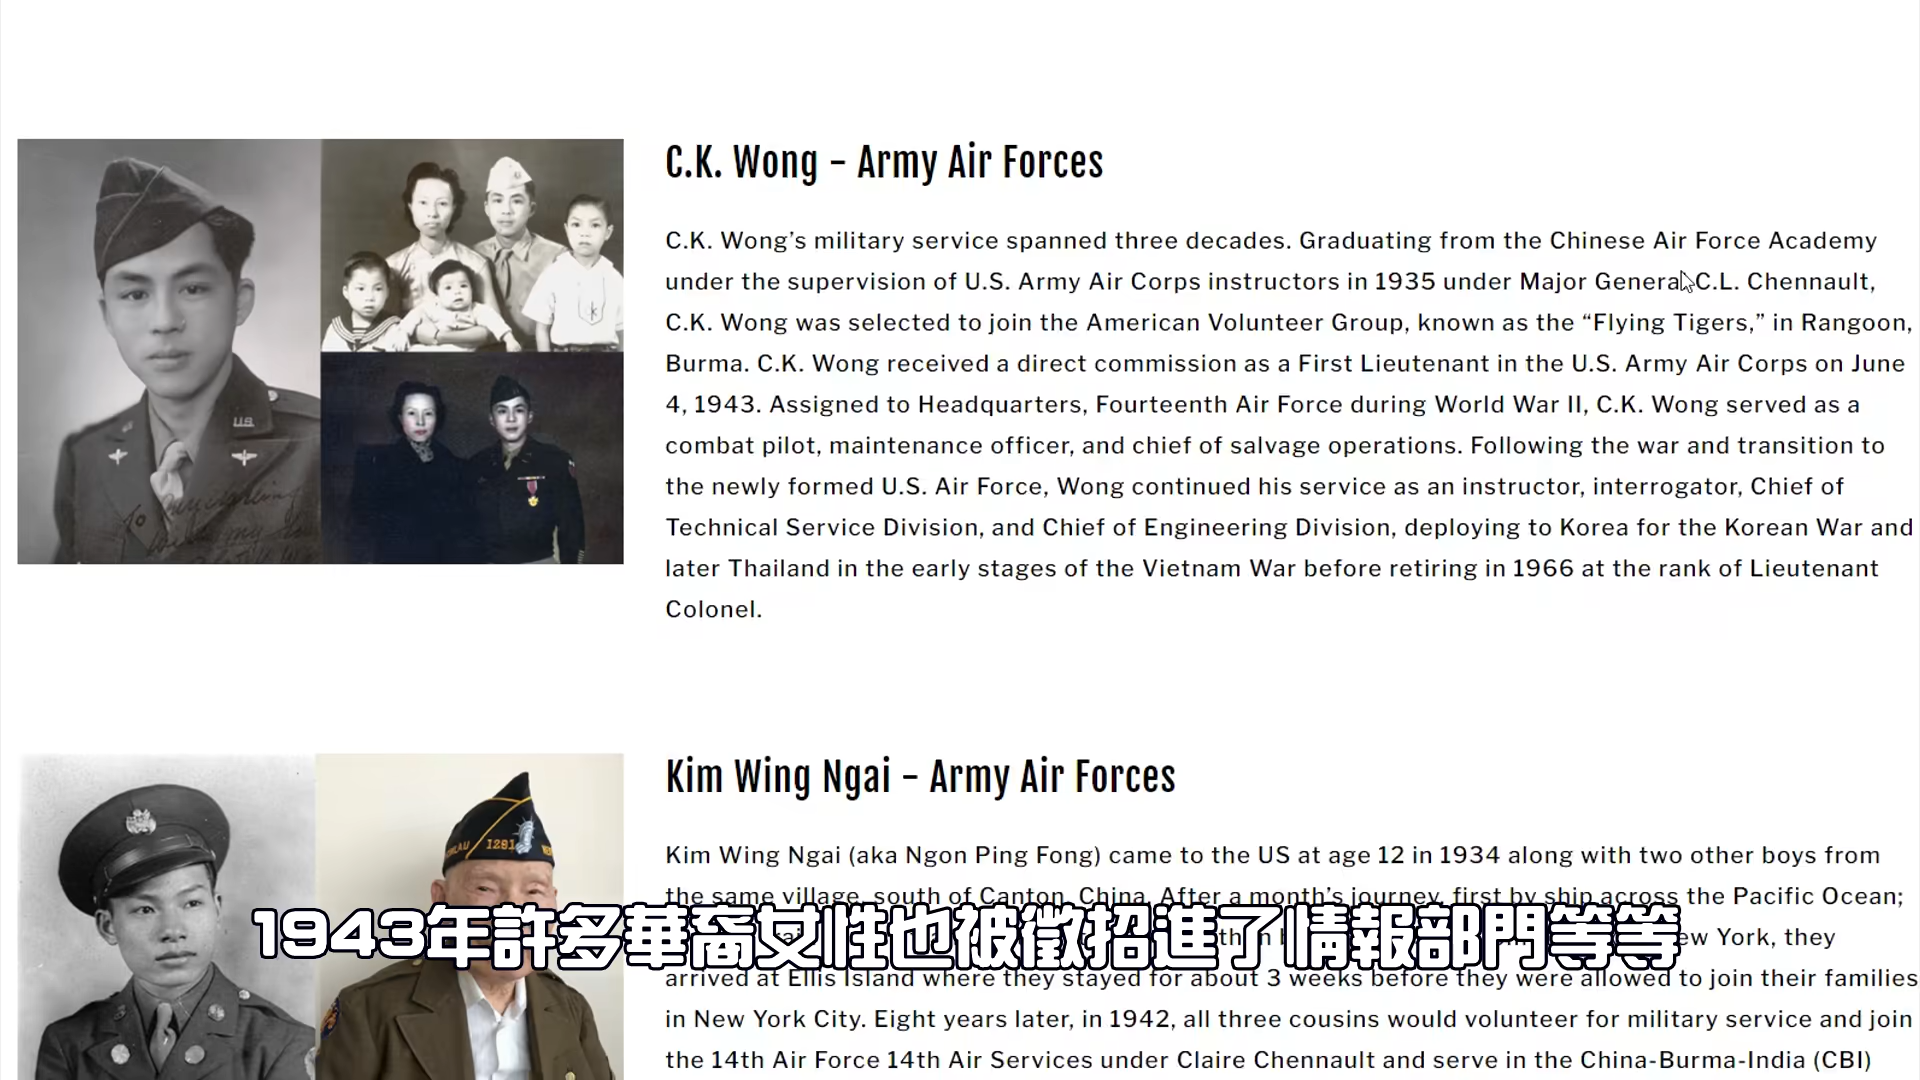 C.K. Wong – Army Air Forces
C.K. Wong’s military service spanned three decades. Graduating from the Chinese Air Force Academy
under the supervision of U.S. Army Air Corps instructors in 1935 under Major General C.L. Chennault,
C.K. Wong was selected to join the American Volunteer Group, known as the “Flying Tigers,” in Rangoon,
Burma. C.K. Wong received a direct commission as a First Lieutenant in the U.S. Army Air Corps on June
4, 1943. Assigned to Headquarters, Fourteenth Air Force during World War II, C.K. Wong served as a
combat pilot, maintenance officer, and chief of salvage operations. Following the war and transition to
the newly formed U.S. Air Force, Wong continued his service as an instructor, interrogator, Chief of
Technical Service Division, and Chief of Engineering Division, deploying to Korea for the Korean War and
later Thailand in the early stages of the Vietnam War before retiring in 1966 at the rank of Lieutenant
Colonel.
U.S.
Kim Wing Ngai – Army Air Forces
1291
Kim Wing Ngai (aka Ngon Ping Fong) came to the US at age 12 in 1934 along with two other boys from
the same village, south of Canton, China. After a month’s journey, first by ship across the Pacific Ocean;
New York, they
1943年許多華裔女性也被徵招進了情報部門等等
arrived at Ellis Island where they stayed for about 3 weeks before they were allowed to join their families
in New York City. Eight years later, in 1942, all three cousins would volunteer for military service and join
the 14th Air Force 14th Air Services under Claire Chennault and serve in the China-Burma-India (CBI)